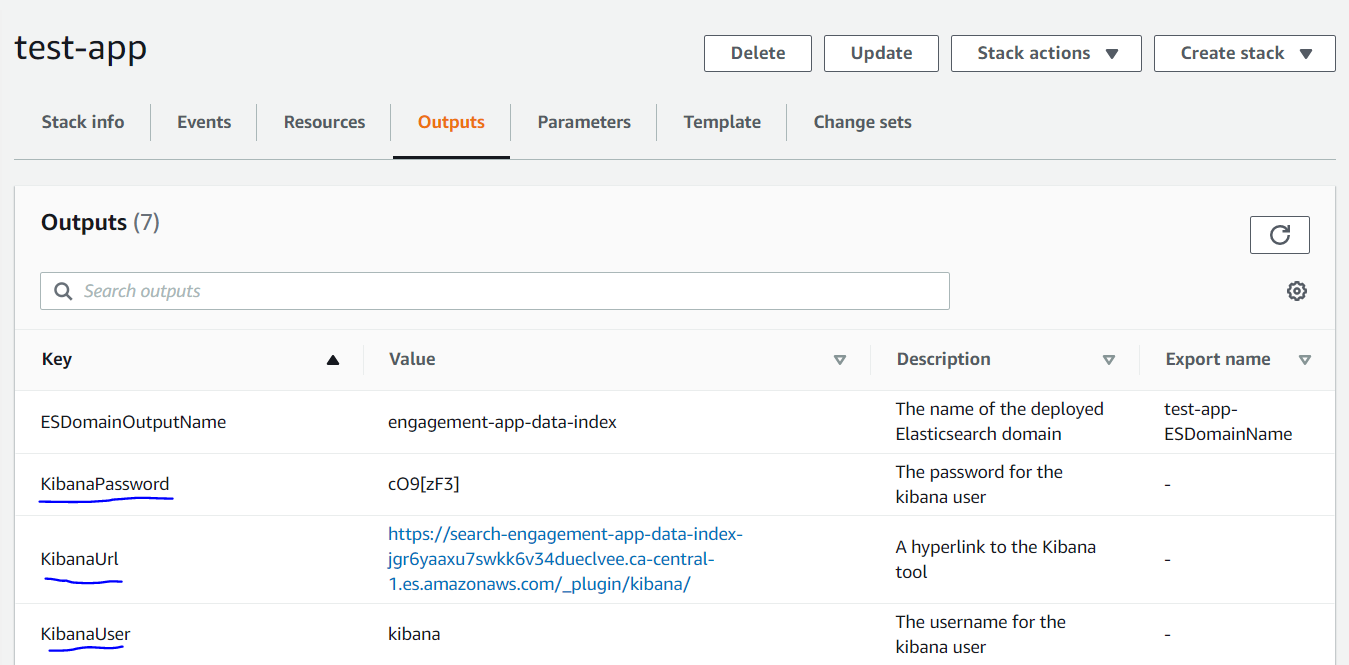 test-app
Delete
Update
Stack actions
Create stack
Stack info
Events
Resources
Outputs
Parameters
Template
Change sets
Outputs (7)
Search outputs
Key
Value
Description
Export name
ESDomainOutputName
engagement-app-data-index
The name of the deployed
Elasticsearch domain
test-app-
ESDomainName
KibanaPassword
cO9[zF3]
The password for the
kibana user
-
KibanaUrl
https://search-engagement-app-data-index-
jgr6yaaxu7swkk6v34dueclvee.ca-central-
1.es.amazonaws.com/_plugin/kibana/
A hyperlink to the Kibana
tool
-
KibanaUser
kibana
The username for the
kibana user
-